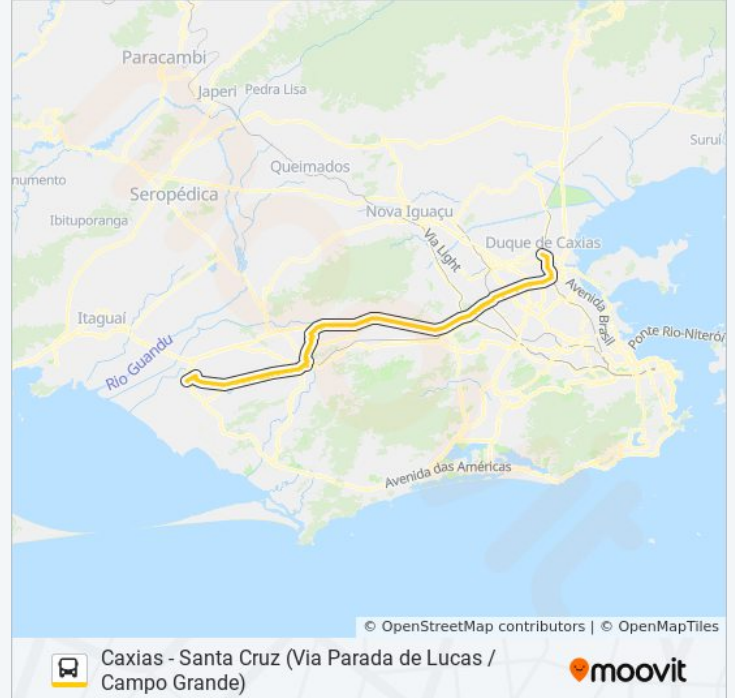 Paracambi
Japeri
Pedra Lisa
Suruí
Queimados
numento
Seropédica
Nova Iguaçu
Ibituporanga
Via Light
Duque de Caxias
Itaguaí
Avenida Brasil
Rio Guandu
Ponte Rio-Niterói
Avenida das Américas
© OpenStreetMap contributors | © OpenMapTiles
Caxias - Santa Cruz (Via Parada de Lucas /
Campo Grande)
moovit